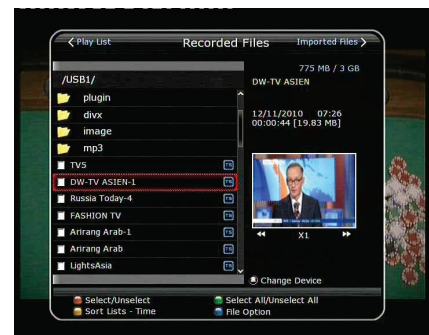 Play List
Recorded Files
Imported Files
775 MB / 3 GB
/USB1/
DW-TV ASIEN
plugin
divx
12/11/2010 07:26
00:00:44 [19.83 MB]
image
mp3
TV5
DW-TV ASIEN-1
Russia Today-4
FASHION TV
Arirang Arab-1
X1
Arirang Arab
LightsAsia
Change Device
Select/Unselect
Select All/Unselect All
Sort Lists - Time
File Option